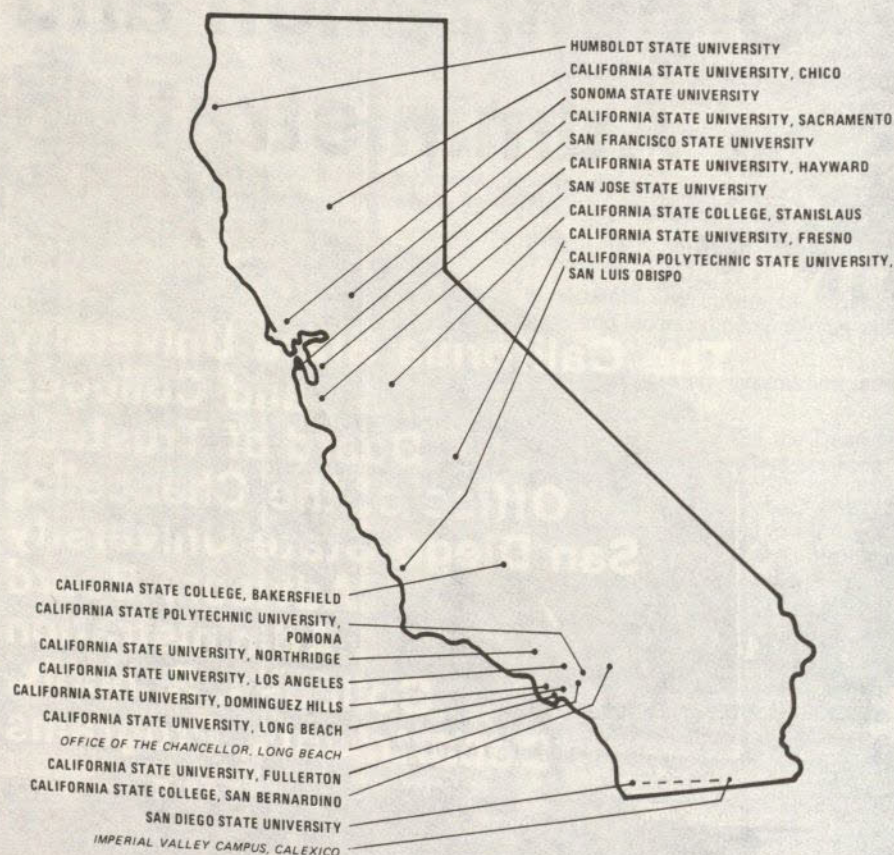 HUMBOLDT STATE UNIVERSITY
CALIFORNIA STATE UNIVERSITY, CHICO
SONOMA STATE UNIVERSITY
CALIFORNIA STATE UNIVERSITY, SACRAMENTO
SAN FRANCISCO STATE UNIVERSITY
CALIFORNIA STATE UNIVERSITY, HAYWARD
SAN JOSE STATE UNIVERSITY
CALIFORNIA STATE COLLEGE, STANISLAUS
CALIFORNIA STATE UNIVERSITY, FRESNO
CALIFORNIA POLYTECHNIC STATE UNIVERSITY,
SAN LUIS OBISPO
CALIFORNIA STATE COLLEGE, BAKERSFIELD
CALIFORNIA STATE POLYTECHNIC UNIVERSITY,
POMONA
CALIFORNIA STATE UNIVERSITY, NORTHRIDGE
CALIFORNIA STATE UNIVERSITY, LOS ANGELES
CALIFORNIA STATE UNIVERSITY, DOMINGUEZ HILLS
CALIFORNIA STATE UNIVERSITY, LONG BEACH
OFFICE OF THE CHANCELLOR, LONG BEACH
CALIFORNIA STATE UNIVERSITY, FULLERTON
CALIFORNIA STATE COLLEGE, SAN BERNARDINO
SAN DIEGO STATE UNIVERSITY
IMPERIAL VALLEY CAMPUS, CALEXICO